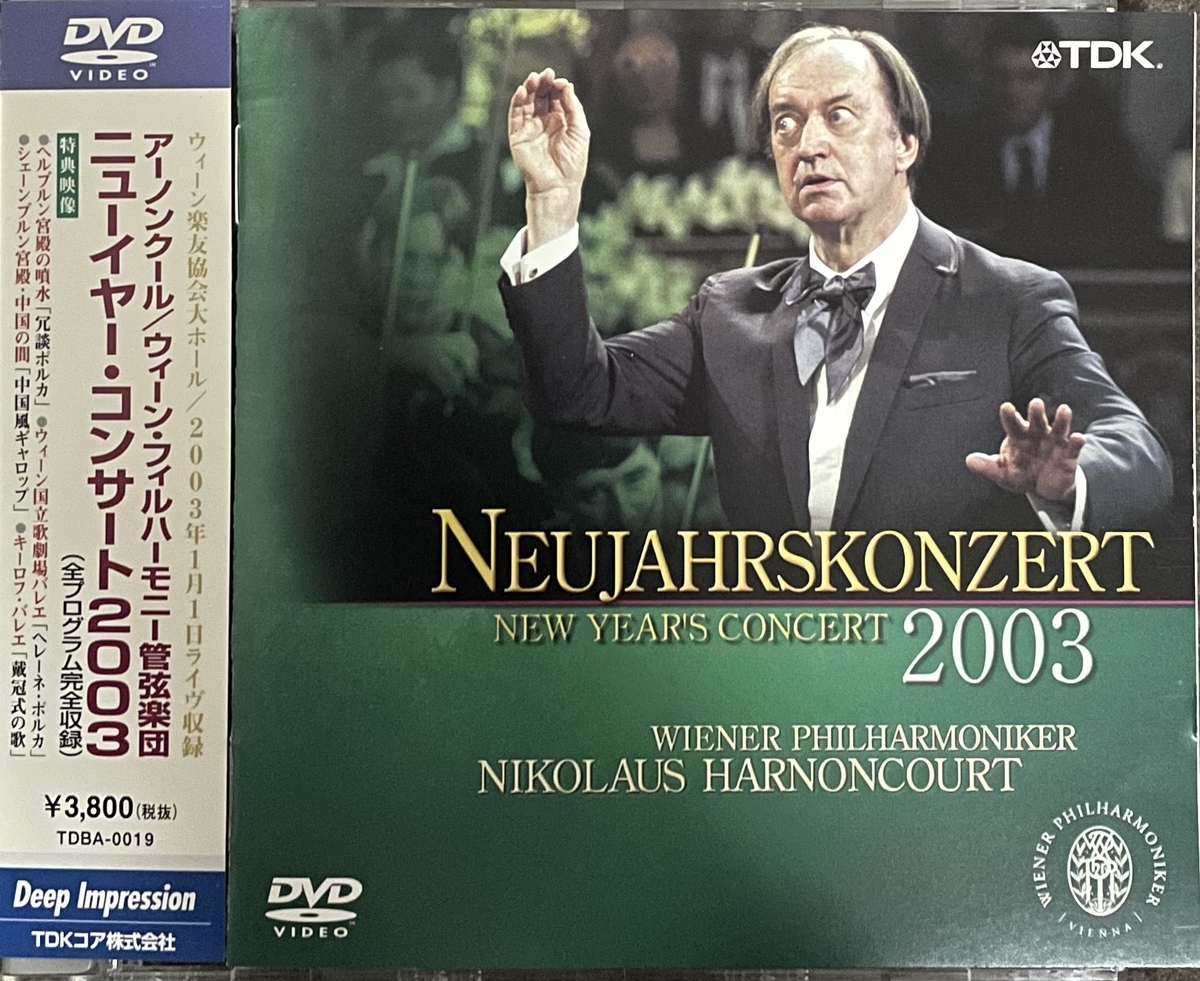 DVD
VIDEO
ウィーン楽友協会大ホール/2003年1月1日ライヴ収録
アーノンクール/ウィーン・フィルハーモニー管弦楽団
ニューイヤー・コンサート2003
(全プログラム完全収録)
特典映像
●ヘルブルン宮殿の噴水「冗談ポルカ」 ●ウィーン国立歌劇場バレエ「ヘレーネ・ポルカ」
●シェーンブルン宮殿・中国の間「中国風ギャロップ」 ●キーロフ・バレエ「戴冠式の歌」
¥3,800(税抜)
TDBA-0019
Deep Impression
TDKコア株式会社
TDK®
NEUJAHRSKONZERT
NEW YEAR'S CONCERT 2003
WIENER PHILHARMONIKER
NIKOLAUS HARNONCOURT
DVD
VIDEO
WIENER PHILHARMONIKER
VIENNA